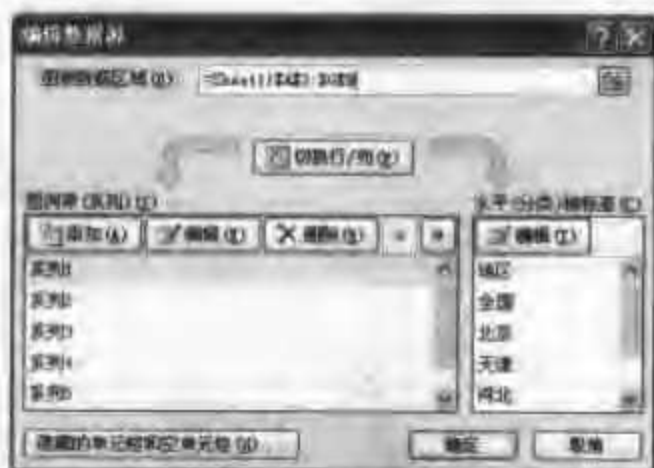 编辑数据源
图表数据区域(D):
切换行/列(W)
图例项(系列)(S)
水平(分类)轴标签(C)
添加(A) 编辑(E) 删除(R)
编辑(T)
系列1
系列2
系列3
系列4
系列5
地区
全国
北京
天津
河北
隐藏的单元格和空单元格(H)
确定 取消